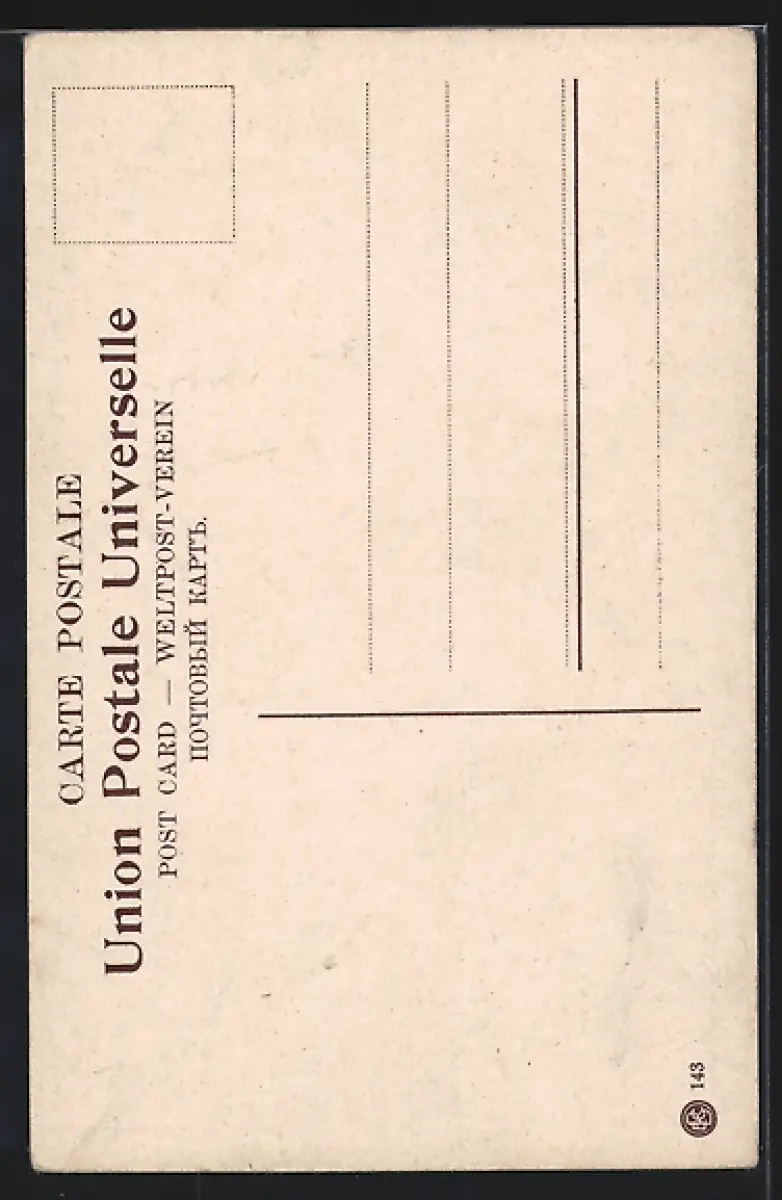 CARTE POSTALE
Union Postale Universelle
POST CARD — WELTPOST-VEREIN
ПОЧТОВЫЙ КАРТЪ.
143